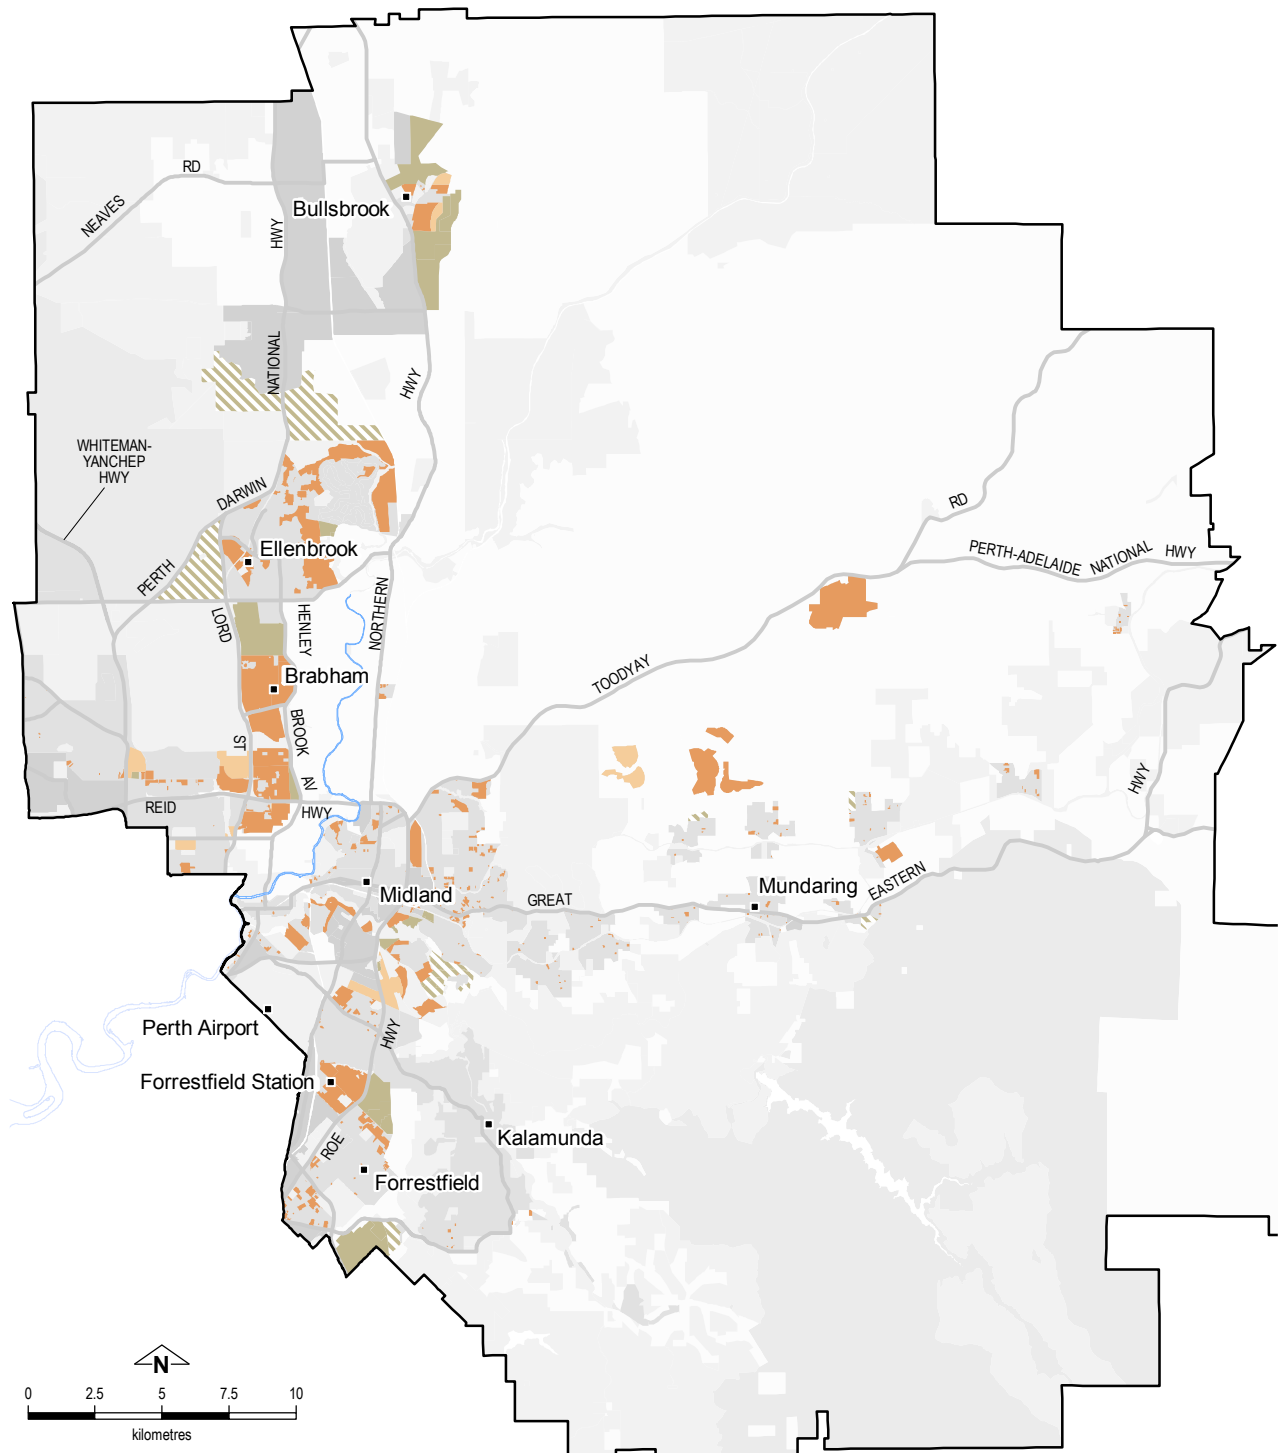 RD
NEAVES
HWY
Bullsbrook
NATIONAL
HWY
WHITEMAN-
YANCHEP
HWY
DARWIN
PERTH
Ellenbrook
RD
PERTH-ADELAIDE NATIONAL HWY
LORD
HENLEY
NORTHERN
TOODYAY
Brabham
BROOK
ST
AV
REID
HWY
HWY
Midland
GREAT
Mundaring
EASTERN
Perth Airport
HWY
Forrestfield Station
ROE
Kalamunda
Forrestfield
N
0 2.5 5 7.5 10
kilometres